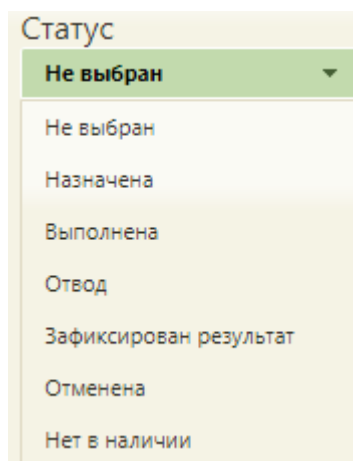 Статус
Не выбран
Не выбран
Назначена
Выполнена
Отвод
Зафиксирован результат
Отменена
Нет в наличии